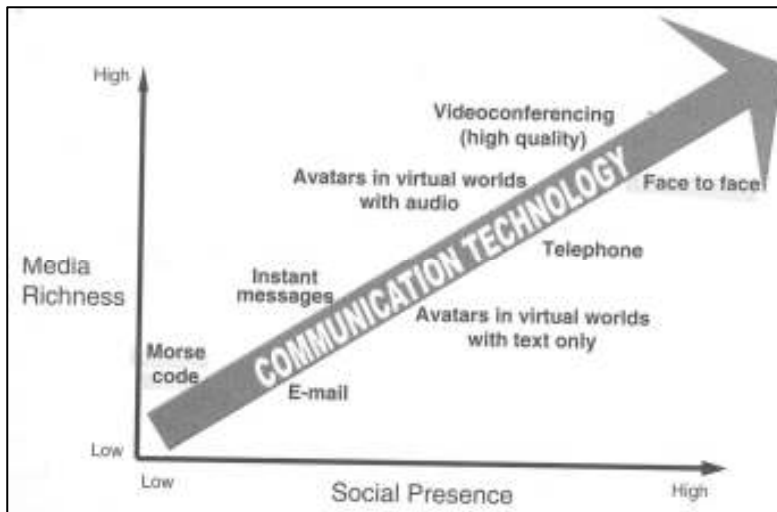 High
Videoconferencing
(high quality)
Avatars in virtual worlds
with audio
Face to face
COMMUNICATION TECHNOLOGY
Telephone
Media
Richness
Instant
messages
Avatars in virtual worlds
with text only
Morse
code
E-mail
Low
Low
Social Presence
High